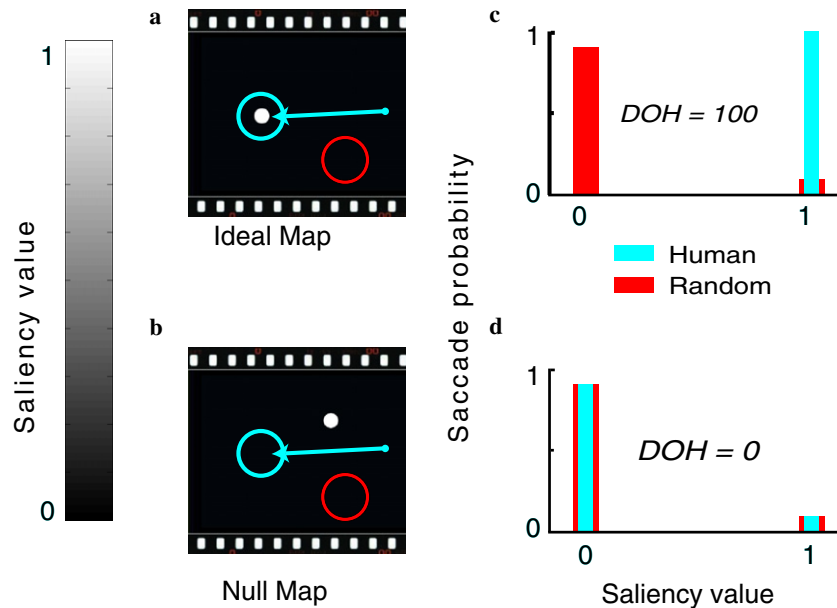 1
Saliency value
0
a
Ideal Map
b
Null Map
c
1
0
DOH = 100
0
1
Saccade probability
Human
Random
d
1
0
DOH = 0
0
1
Saliency value